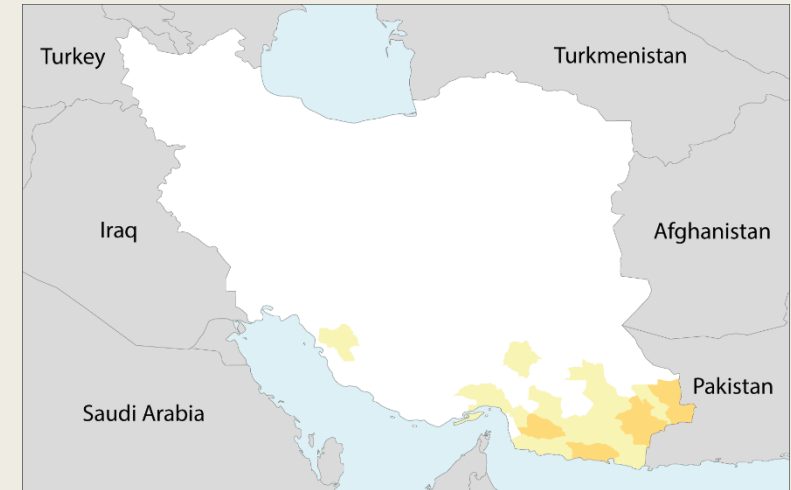 Turkey
Turkmenistan
Iraq
Afghanistan
Pakistan
Saudi Arabia